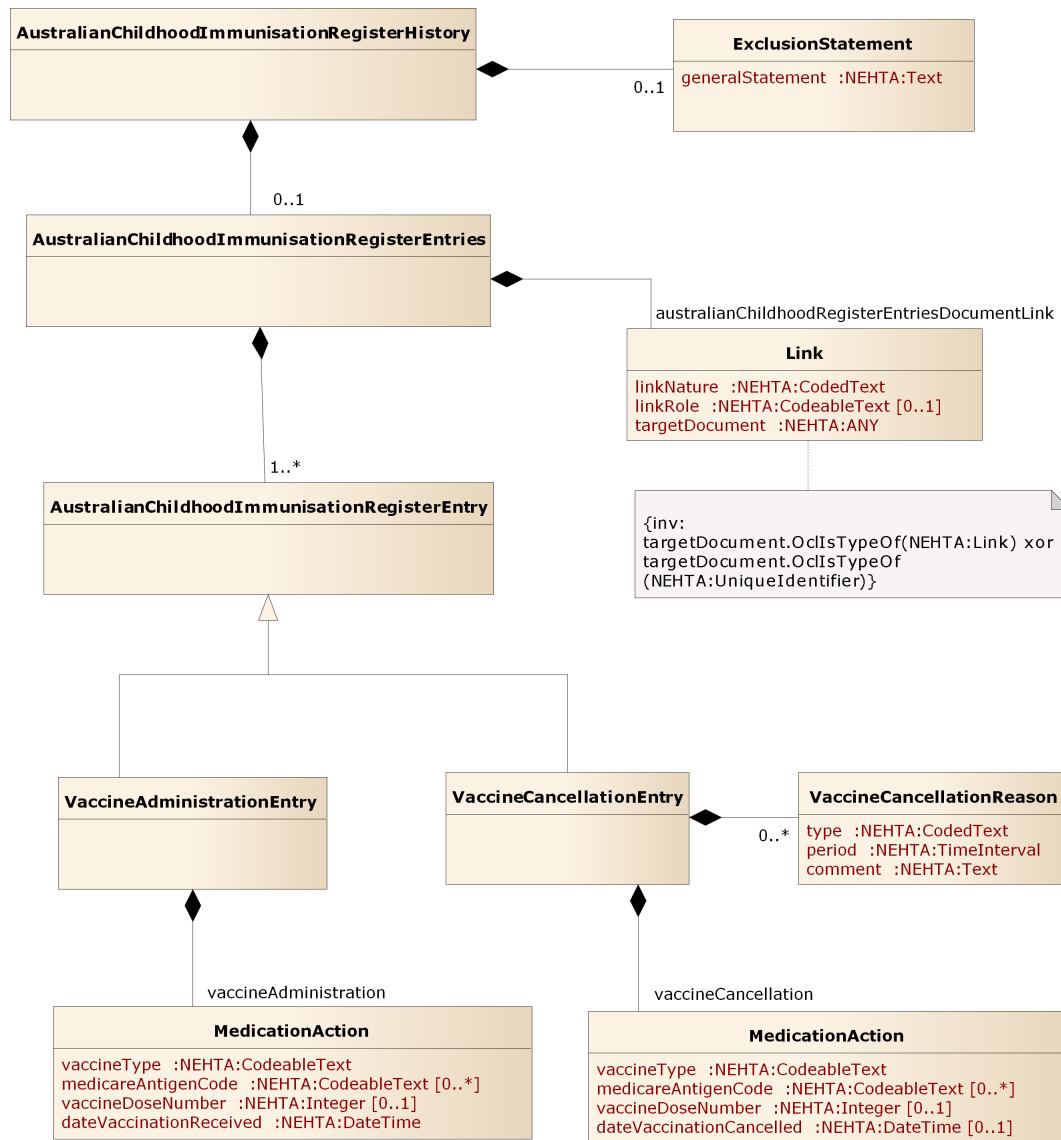 AustralianChildhoodImmunisationRegisterHistory
ExclusionStatement
generalStatement :NEHTA:Text
0..1
0..1
AustralianChildhoodImmunisationRegisterEntries
australianChildhoodRegisterEntriesDocumentLink
Link
linkNature :NEHTA:CodedText
linkRole :NEHTA:CodeableText [0..1]
targetDocument :NEHTA:ANY
1..*
AustralianChildhoodImmunisationRegisterEntry
{inv:
targetDocument.OclIsTypeOf(NEHTA:Link) xor
targetDocument.OclIsTypeOf
(NEHTA:UniqueIdentifier)}
VaccineAdministrationEntry
VaccineCancellationEntry
0..*
VaccineCancellationReason
type :NEHTA:CodedText
period :NEHTA:TimeInterval
comment :NEHTA:Text
vaccineAdministration
MedicationAction
vaccineType :NEHTA:CodeableText
medicareAntigenCode :NEHTA:CodeableText [0..*]
vaccineDoseNumber :NEHTA:Integer [0..1]
dateVaccinationReceived :NEHTA:DateTime
vaccineCancellation
MedicationAction
vaccineType :NEHTA:CodeableText
medicareAntigenCode :NEHTA:CodeableText [0..*]
vaccineDoseNumber :NEHTA:Integer [0..1]
dateVaccinationCancelled :NEHTA:DateTime [0..1]